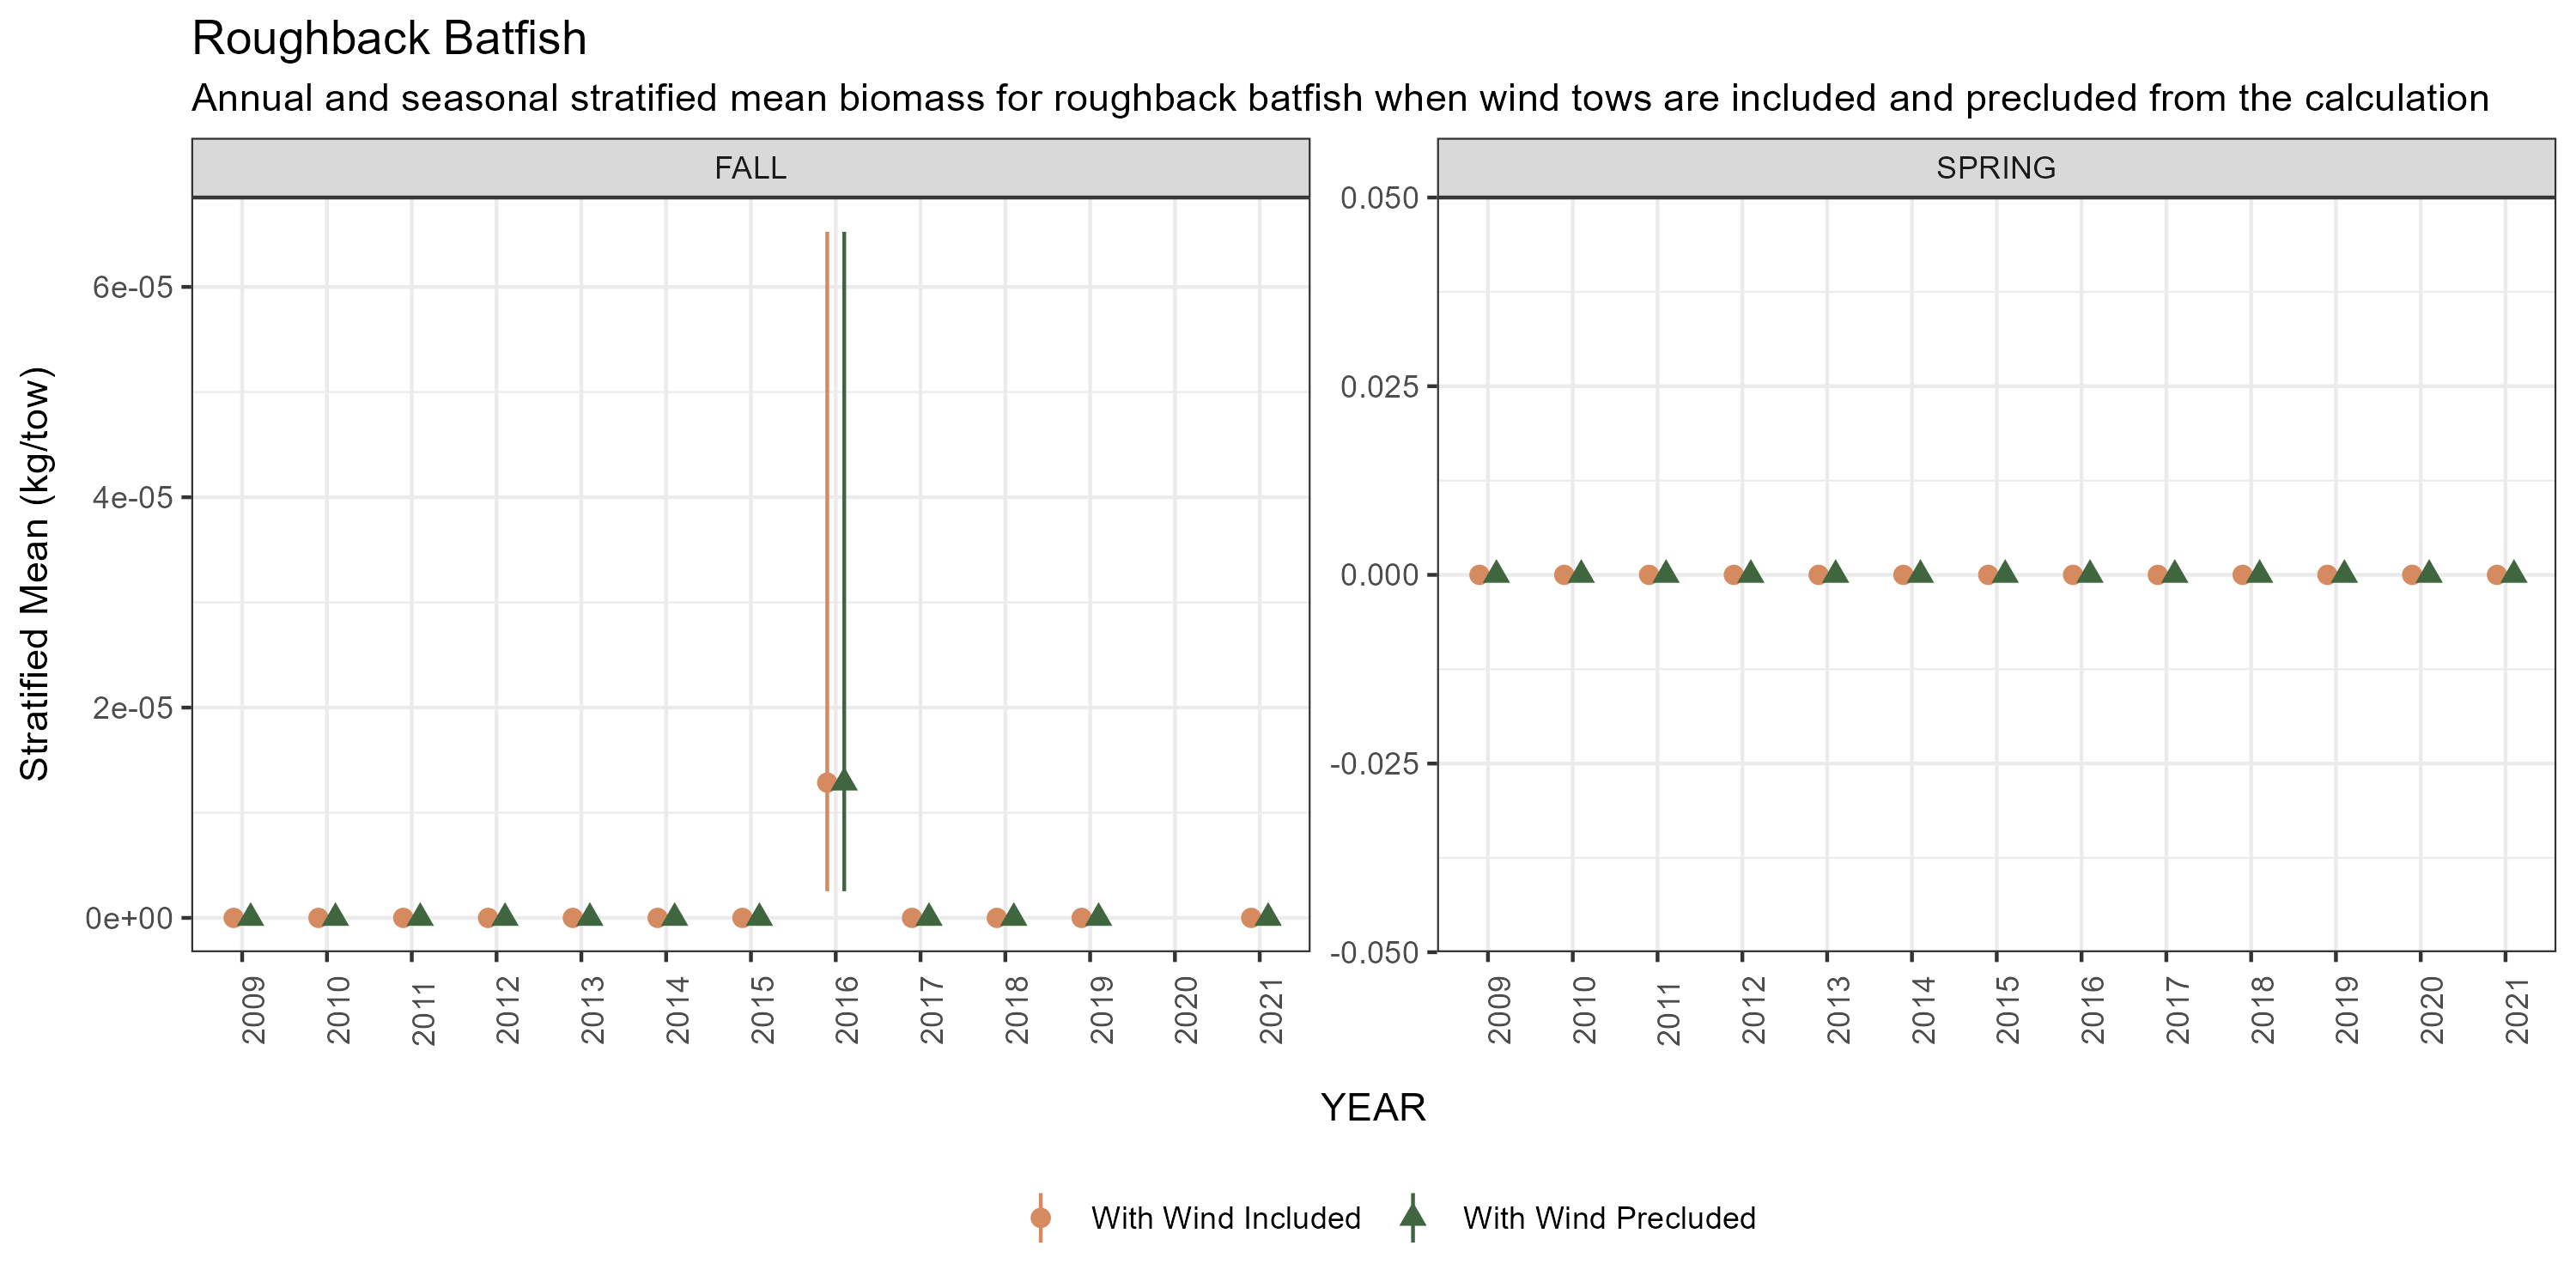 Roughback Batfish
Annual and seasonal stratified mean biomass for roughback batfish when wind tows are included and precluded from the calculation
FALL
SPRING
Stratified Mean (kg/tow)
6e-05
4e-05
2e-05
0e+00
0.050
0.025
0.000
-0.025
-0.050
2009 2010 2011 2012 2013 2014 2015 2016 2017 2018 2019 2020 2021
2009 2010 2011 2012 2013 2014 2015 2016 2017 2018 2019 2020 2021
YEAR
With Wind Included
With Wind Precluded